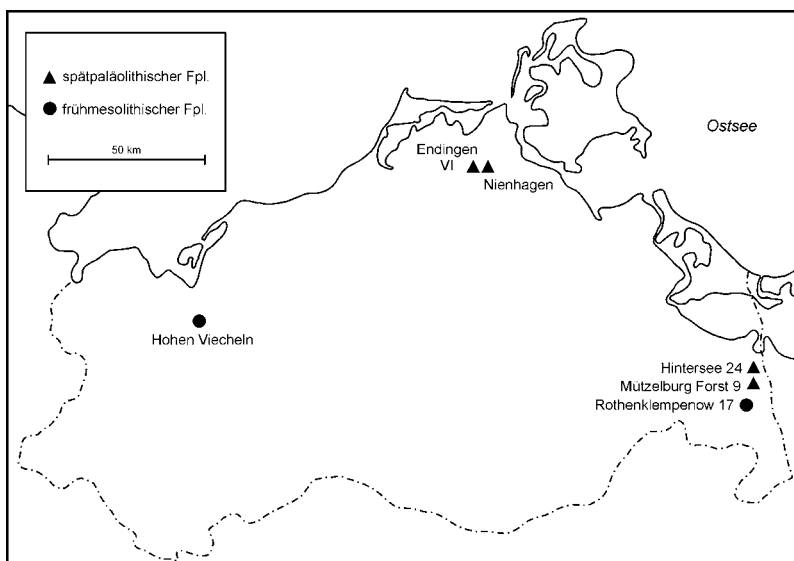 spätpaläolithischer Fpl.
frühmesolithischer Fpl.
50 km
Ostsee
Endingen
VI
Nienhagen
Hohen Viecheln
Hintersee 24
Mützelburg Forst 9
Rothenklempenow 17